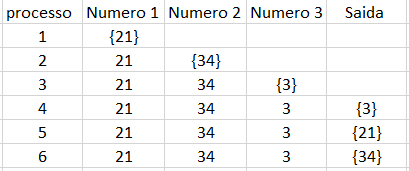 processo Numero 1 Numero 2 Numero 3 Saida
1 {21}
2 21 {34}
3 21 34 {3}
4 21 34 3 {3}
5 21 34 3 {21}
6 21 34 3 {34}